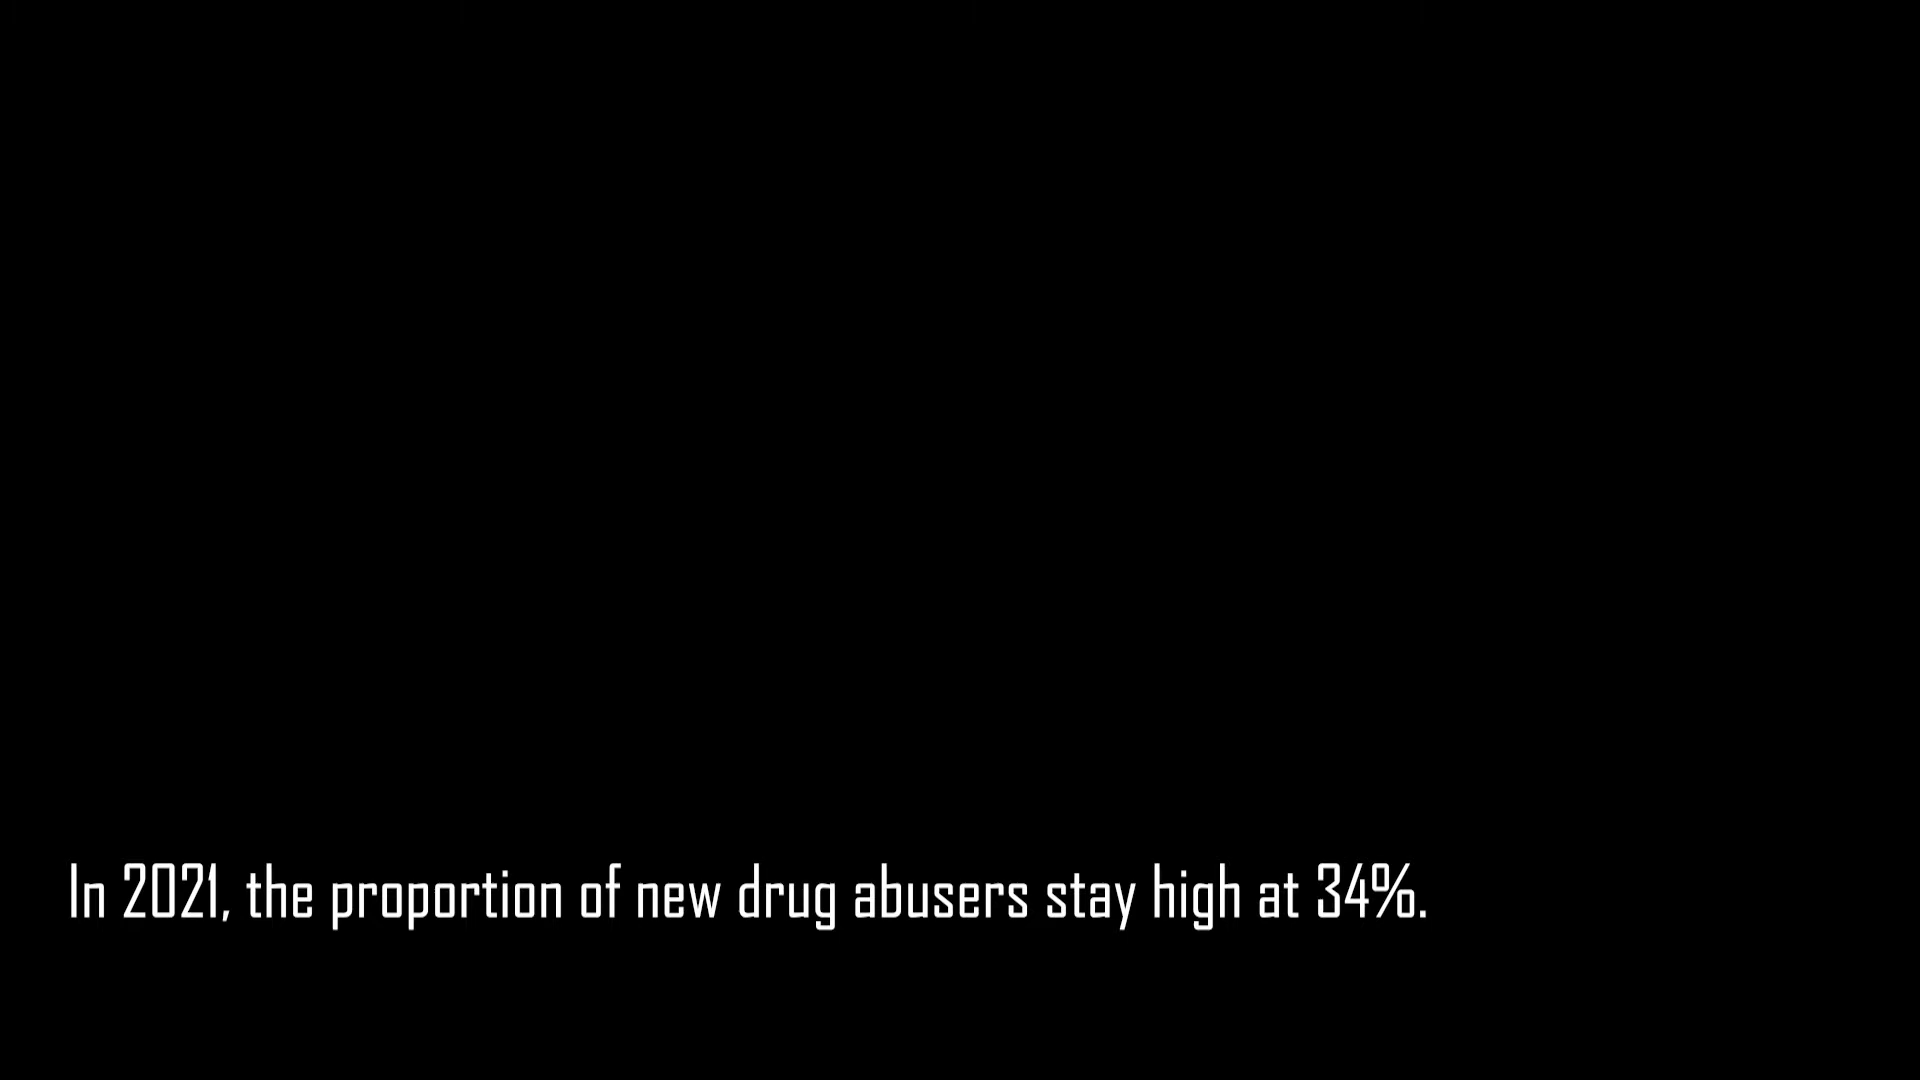 In 2021, the proportion of new drug abusers stay high at 34%.